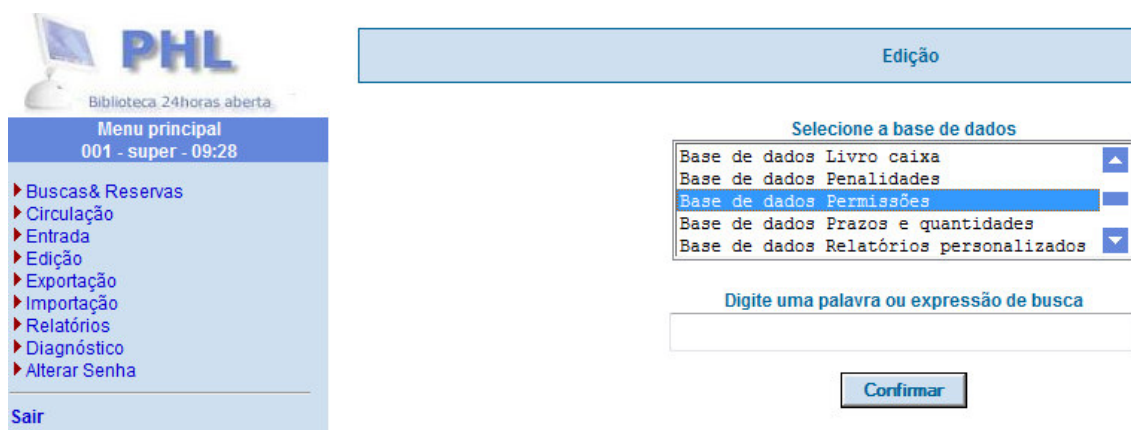 PHL
Biblioteca 24horas aberta
Menu principal
001 - super - 09:28
Buscas& Reservas
Circulação
Entrada
Edição
Exportação
Importação
Relatórios
Diagnóstico
Alterar Senha
Sair
Edição
Selecione a base de dados
Base de dados Livro caixa
Base de dados Penalidades
Base de dados Permissões
Base de dados Prazos e quantidades
Base de dados Relatórios personalizados
Digite uma palavra ou expressão de busca
Confirmar